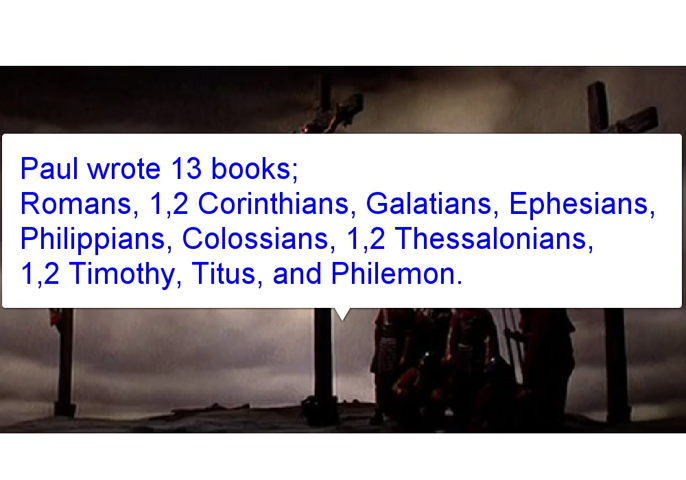 Paul wrote 13 books;
Romans, 1,2 Corinthians, Galatians, Ephesians,
Philippians, Colossians, 1,2 Thessalonians,
1,2 Timothy, Titus, and Philemon.